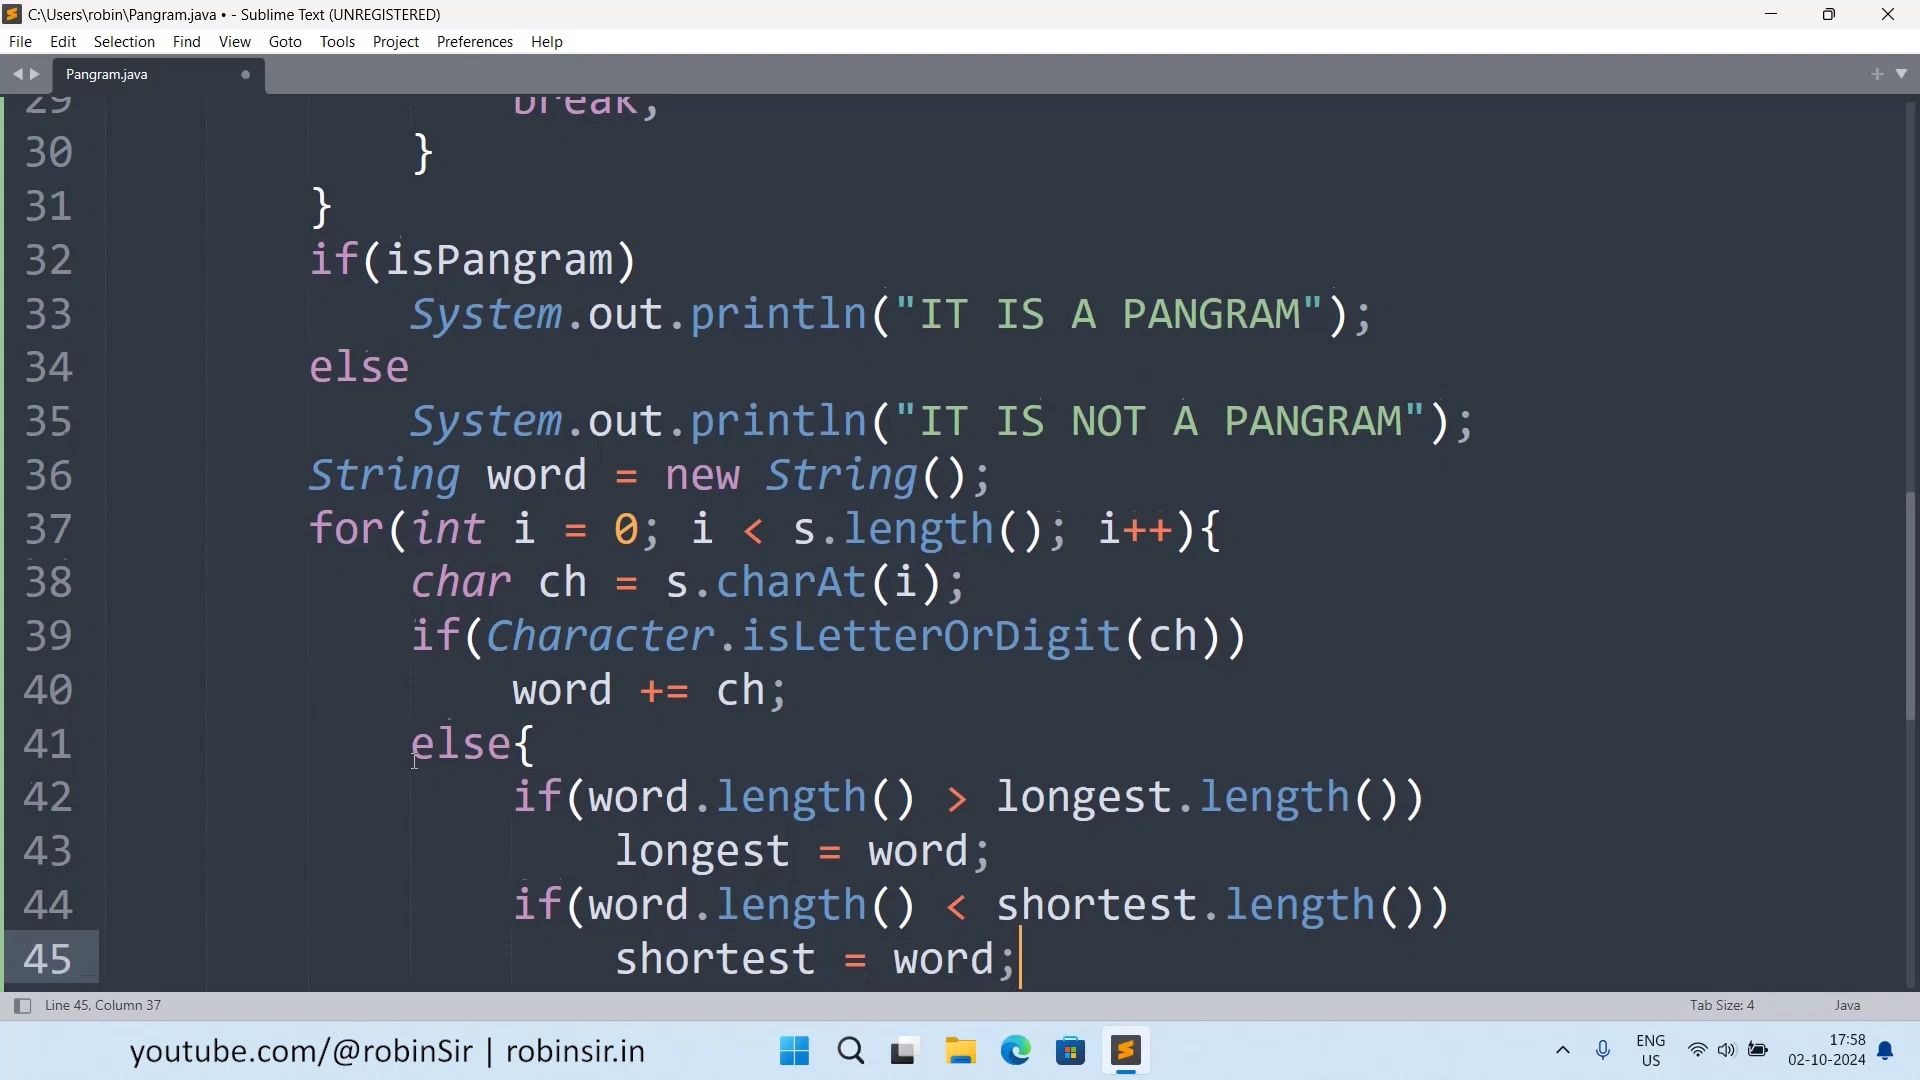 C:\Users\robin\Pangram.java • - Sublime Text (UNREGISTERED)
File Edit Selection Find View Goto Tools Project Preferences Help
Pangram.java
29 break;
30 }
31 }
32 if(isPangram)
33 System.out.println("IT IS A PANGRAM");
34 else
35 System.out.println("IT IS NOT A PANGRAM");
36 String word = new String();
37 for(int i = 0; i < s.length(); i++){
38 char ch = s.charAt(i);
39 if(Character.isLetterOrDigit(ch))
40 word += ch;
41 else{
42 if(word.length() > longest.length())
43 longest = word;
44 if(word.length() < shortest.length())
45 shortest = word;
Line 45, Column 37 Tab Size: 4 Java
youtube.com/@robinSir | robinsir.in
ENG
US
17:58
02-10-2024